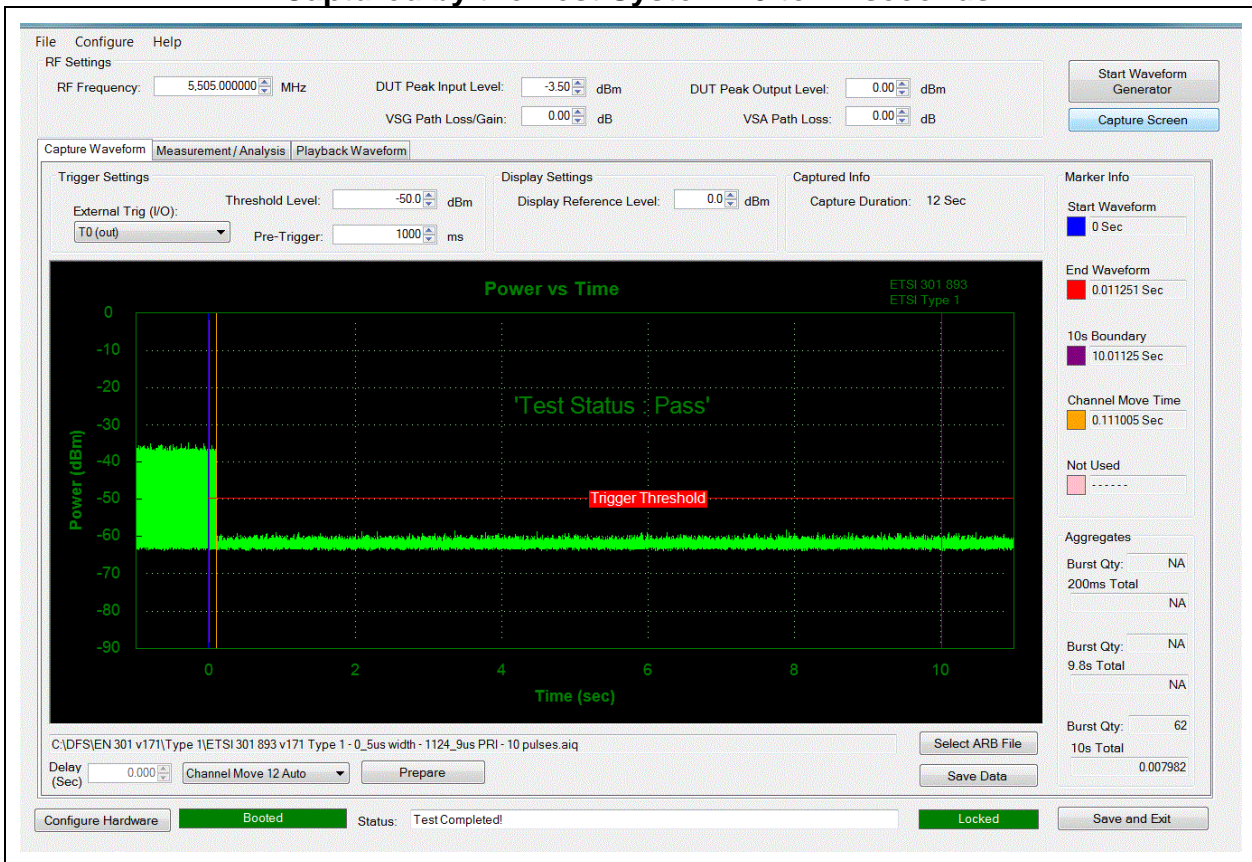 File Configure Help
RF Settings
RF Frequency: 5,505.000000 MHz
DUT Peak Input Level: -3.50 dBm
DUT Peak Output Level: 0.00 dBm
VSG Path Loss/Gain: 0.00 dB
VSA Path Loss: 0.00 dB
Start Waveform Generator
Capture Screen
Capture Waveform Measurement / Analysis Playback Waveform
Trigger Settings
External Trig (I/O):
T0 (out)
Threshold Level: -50.0 dBm
Pre-Trigger: 1000 ms
Display Settings
Display Reference Level: 0.0 dBm
Captured Info
Capture Duration: 12 Sec
Power vs Time
ETSI 301 893
ETSI Type 1
'Test Status : Pass'
Trigger Threshold
Power (dBm)
0
-10
-20
-30
-40
-50
-60
-70
-80
-90
0 2 4 6 8 10
Time (sec)
Marker Info
Start Waveform
0 Sec
End Waveform
0.011251 Sec
10s Boundary
10.01125 Sec
Channel Move Time
0.111005 Sec
Not Used
- - - - - -
Aggregates
Burst Qty: NA
200ms Total
NA
Burst Qty: NA
9.8s Total
NA
Burst Qty: 62
10s Total
0.007982
C:\DFS\EN 301 v171\Type 1\ETSI 301 893 v171 Type 1 - 0_5us width - 1124_9us PRI - 10 pulses.aiq
Select ARB File
Delay (Sec) 0.000
Channel Move 12 Auto
Prepare
Save Data
Configure Hardware
Booted
Status: Test Completed!
Locked
Save and Exit